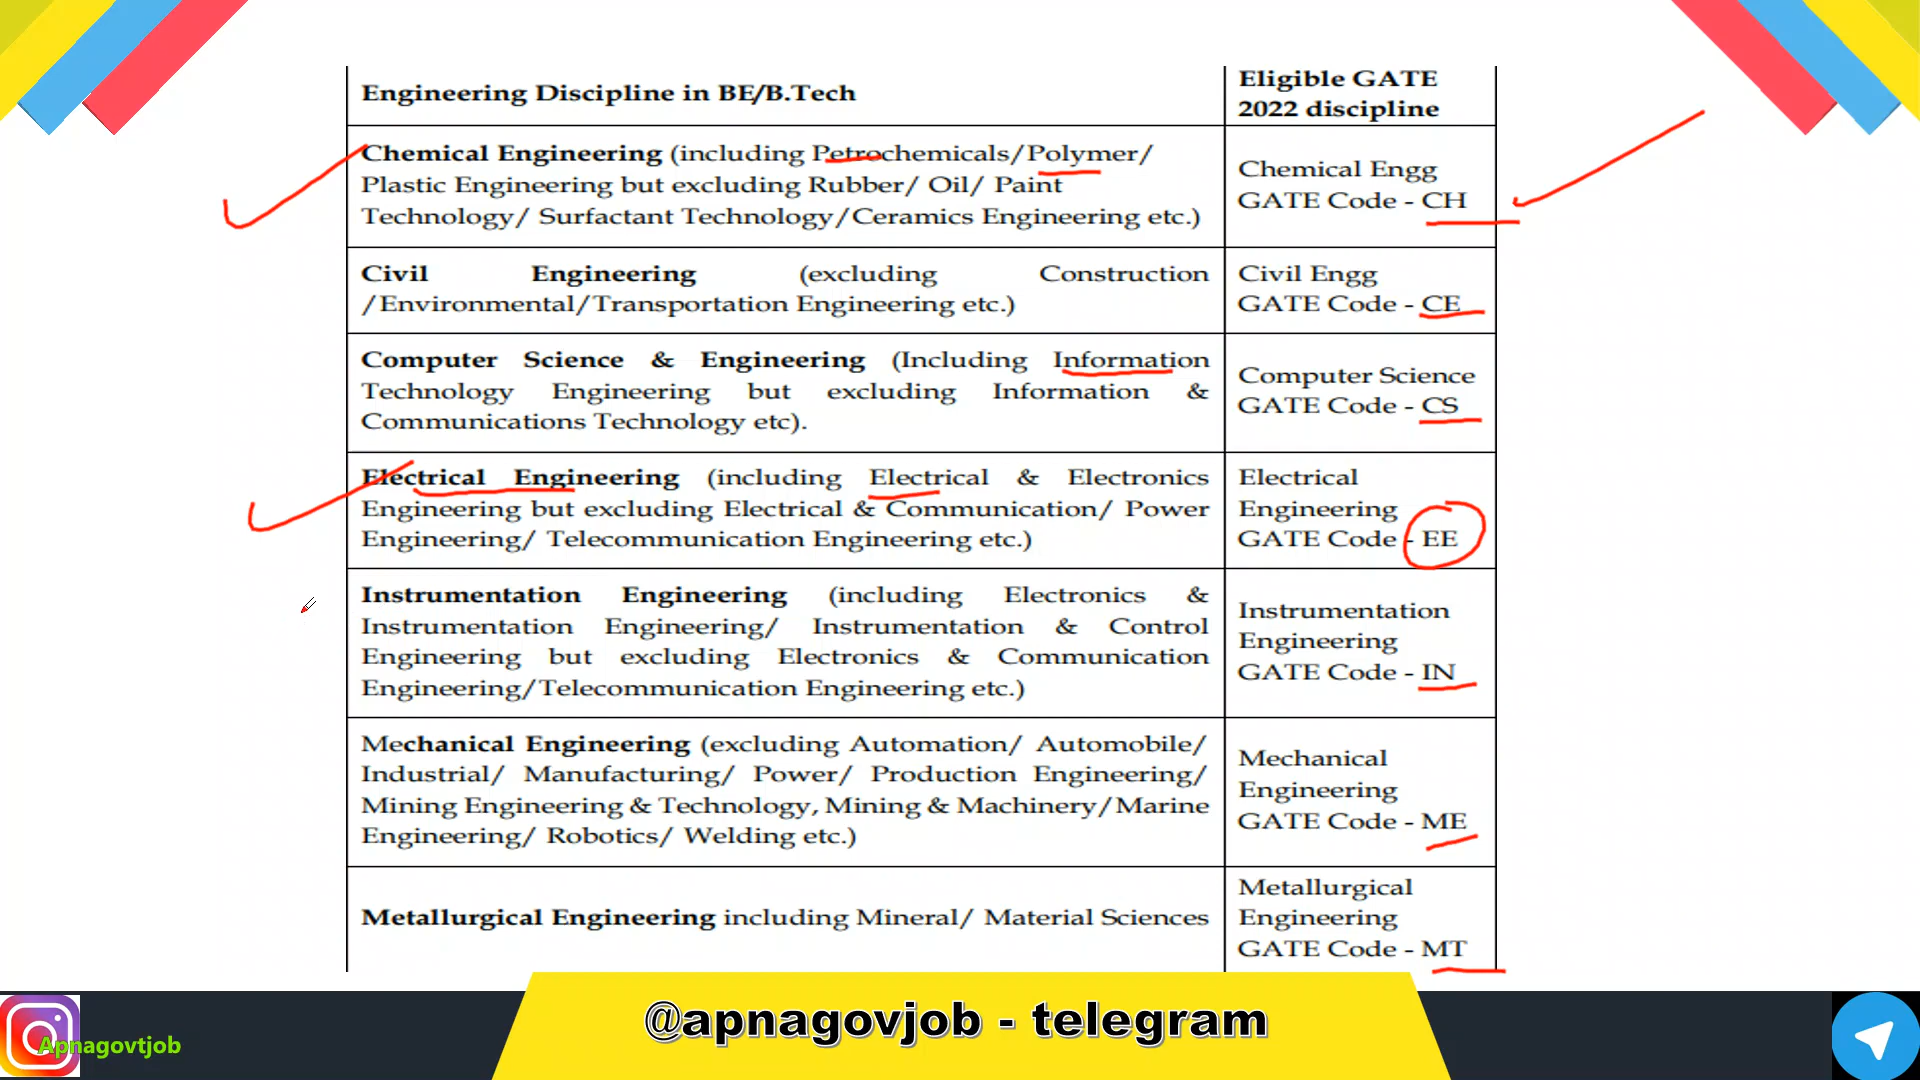 Engineering Discipline in BE/B.Tech
Eligible GATE
2022 discipline
Chemical Engineering (including Petrochemicals/Polymer/
Plastic Engineering but excluding Rubber/ Oil/ Paint
Technology/ Surfactant Technology/Ceramics Engineering etc.)
Chemical Engg
GATE Code - CH
Civil Engineering (excluding Construction
/Environmental/Transportation Engineering etc.)
Civil Engg
GATE Code - CE
Computer Science & Engineering (Including Information
Technology Engineering but excluding Information &
Communications Technology etc).
Computer Science
GATE Code - CS
Electrical Engineering (including Electrical & Electronics
Engineering but excluding Electrical & Communication/ Power
Engineering/ Telecommunication Engineering etc.)
Electrical
Engineering
GATE Code - EE
Instrumentation Engineering (including Electronics &
Instrumentation Engineering/ Instrumentation & Control
Engineering but excluding Electronics & Communication
Engineering/Telecommunication Engineering etc.)
Instrumentation
Engineering
GATE Code - IN
Mechanical Engineering (excluding Automation/ Automobile/
Industrial/ Manufacturing/ Power/ Production Engineering/
Mining Engineering & Technology, Mining & Machinery/Marine
Engineering/ Robotics/ Welding etc.)
Mechanical
Engineering
GATE Code - ME
Metallurgical Engineering including Mineral/ Material Sciences
Metallurgical
Engineering
GATE Code - MT
@apnagovjob - telegram
Apnagovtjob